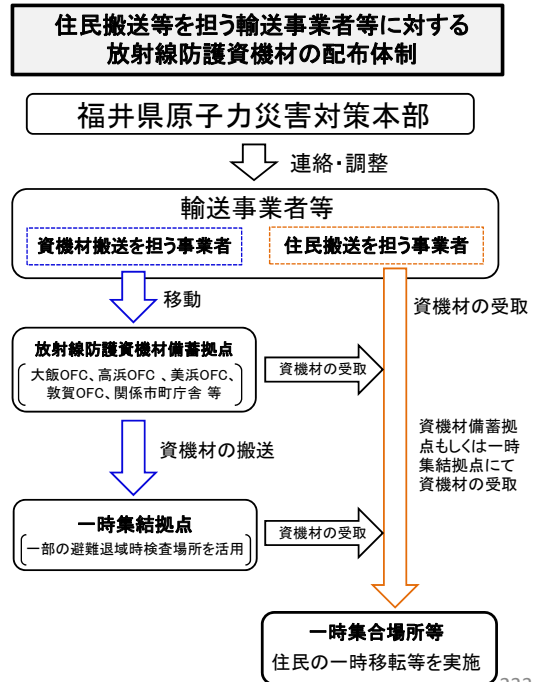 住民搬送等を担う輸送事業者等に対する
放射線防護資機材の配布体制
福井県原子力災害対策本部
連絡・調整
輸送事業者等
資機材搬送を担う事業者
住民搬送を担う事業者
移動
資機材の受取
放射線防護資機材備蓄拠点
大飯OFC、高浜OFC 、美浜OFC、
敦賀OFC、関係市町庁舎 等
資機材の受取
資機材の搬送
資機材備蓄拠
点もしくは一時
集結拠点にて
資機材の受取
一時集結拠点
一部の避難退域時検査場所を活用
資機材の受取
一時集合場所等
住民の一時移転等を実施